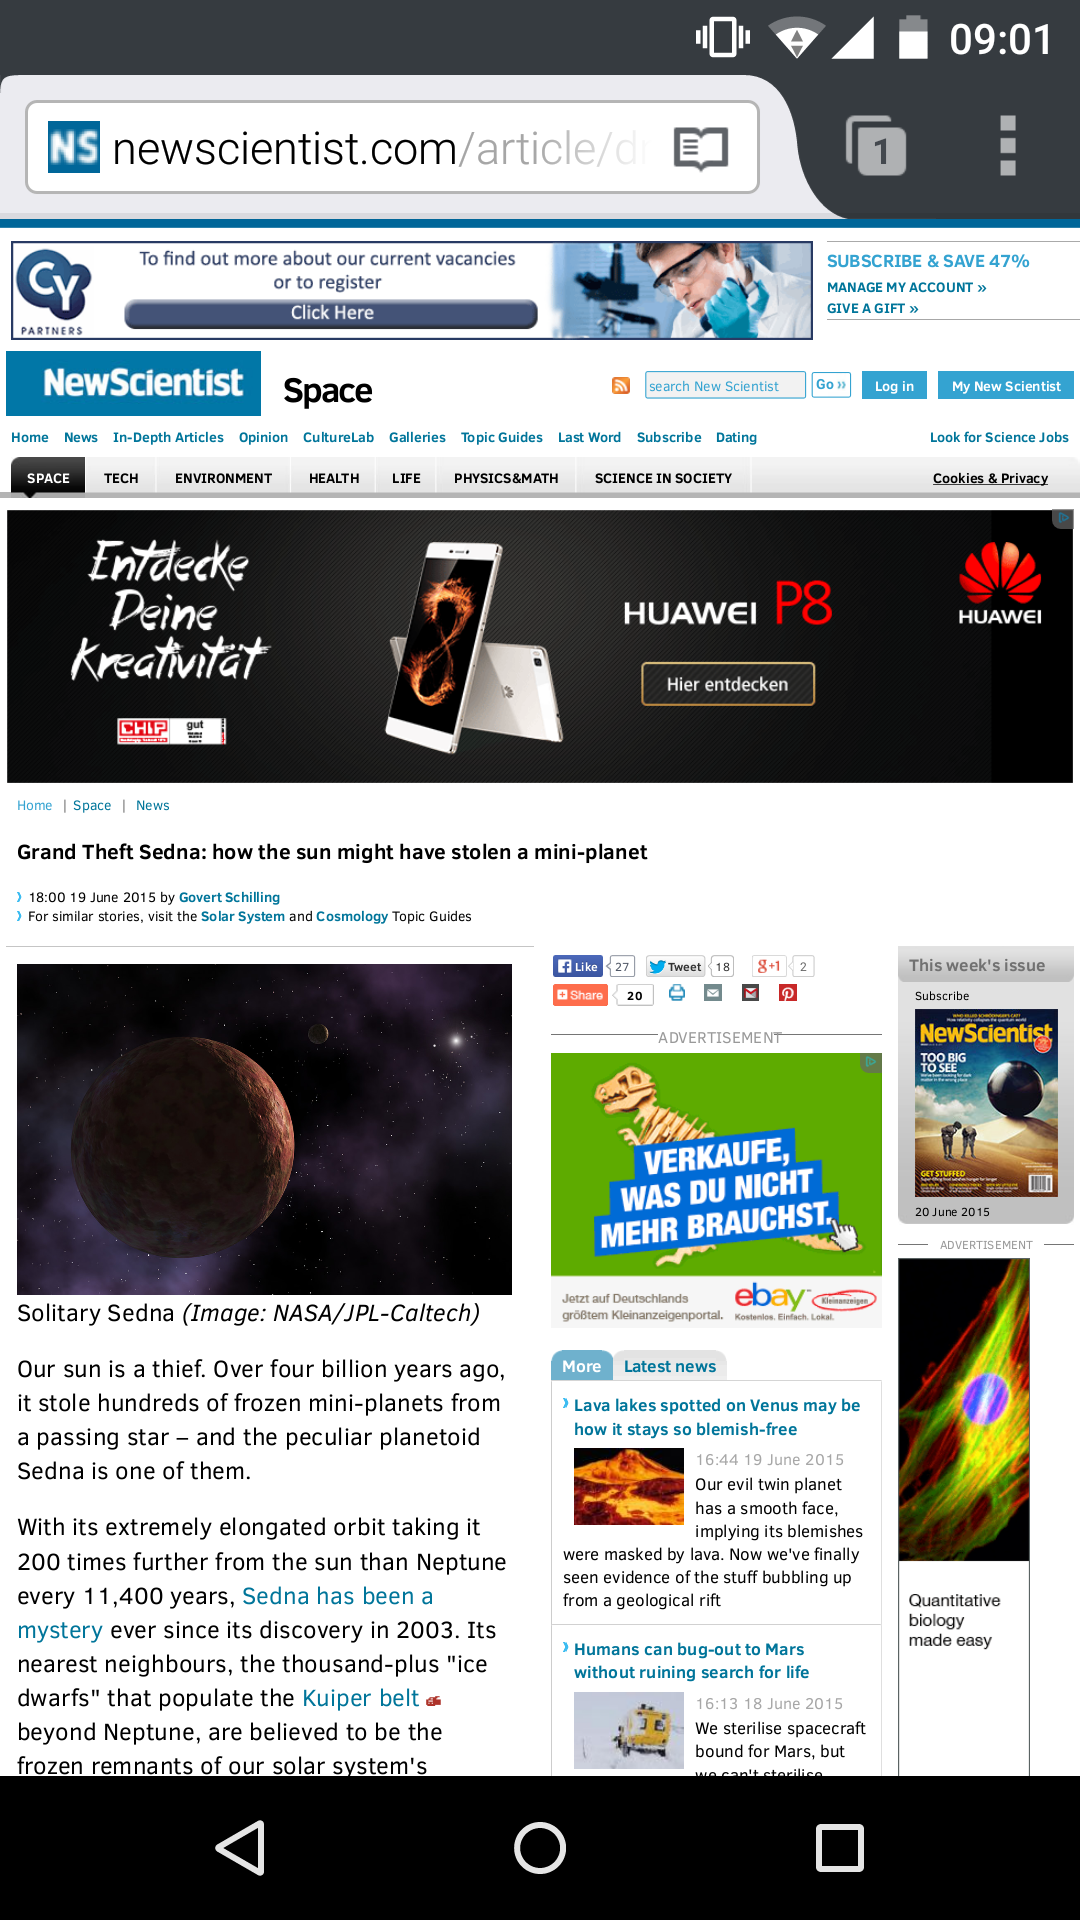 09:01
NS newscientist.com/article/d
1
CY PARTNERS
To find out more about our current vacancies
or to register
Click Here
SUBSCRIBE & SAVE 47%
MANAGE MY ACCOUNT »
GIVE A GIFT »
NewScientist
Space
search New Scientist
Go »
Log in
My New Scientist
Home News In-Depth Articles Opinion CultureLab Galleries Topic Guides Last Word Subscribe Dating
Look for Science Jobs
SPACE TECH ENVIRONMENT HEALTH LIFE PHYSICS&MATH SCIENCE IN SOCIETY
Cookies & Privacy
Entdecke
Deine
Kreativität
CHIP gut
HUAWEI P8
Hier entdecken
HUAWEI
Home | Space | News
Grand Theft Sedna: how the sun might have stolen a mini-planet
18:00 19 June 2015 by Govert Schilling
For similar stories, visit the Solar System and Cosmology Topic Guides
Solitary Sedna (Image: NASA/JPL-Caltech)
Our sun is a thief. Over four billion years ago,
it stole hundreds of frozen mini-planets from
a passing star – and the peculiar planetoid
Sedna is one of them.
With its extremely elongated orbit taking it
200 times further from the sun than Neptune
every 11,400 years, Sedna has been a
mystery ever since its discovery in 2003. Its
nearest neighbours, the thousand-plus "ice
dwarfs" that populate the Kuiper belt
beyond Neptune, are believed to be the
frozen remnants of our solar system's
Like 27 Tweet 18 g+1 2
Share 20
ADVERTISEMENT
VERKAUFE,
WAS DU NICHT
MEHR BRAUCHST.
Jetzt auf Deutschlands
größtem Kleinanzeigenportal.
ebay Kleinanzeigen
Kostenlos. Einfach. Lokal.
More Latest news
Lava lakes spotted on Venus may be
how it stays so blemish-free
16:44 19 June 2015
Our evil twin planet
has a smooth face,
implying its blemishes
were masked by lava. Now we've finally
seen evidence of the stuff bubbling up
from a geological rift
Humans can bug-out to Mars
without ruining search for life
16:13 18 June 2015
We sterilise spacecraft
bound for Mars, but
we can't sterilise
This week's issue
Subscribe
NewScientist
TOO BIG
TO SEE
GET STUFFED
20 June 2015
ADVERTISEMENT
Quantitative
biology
made easy